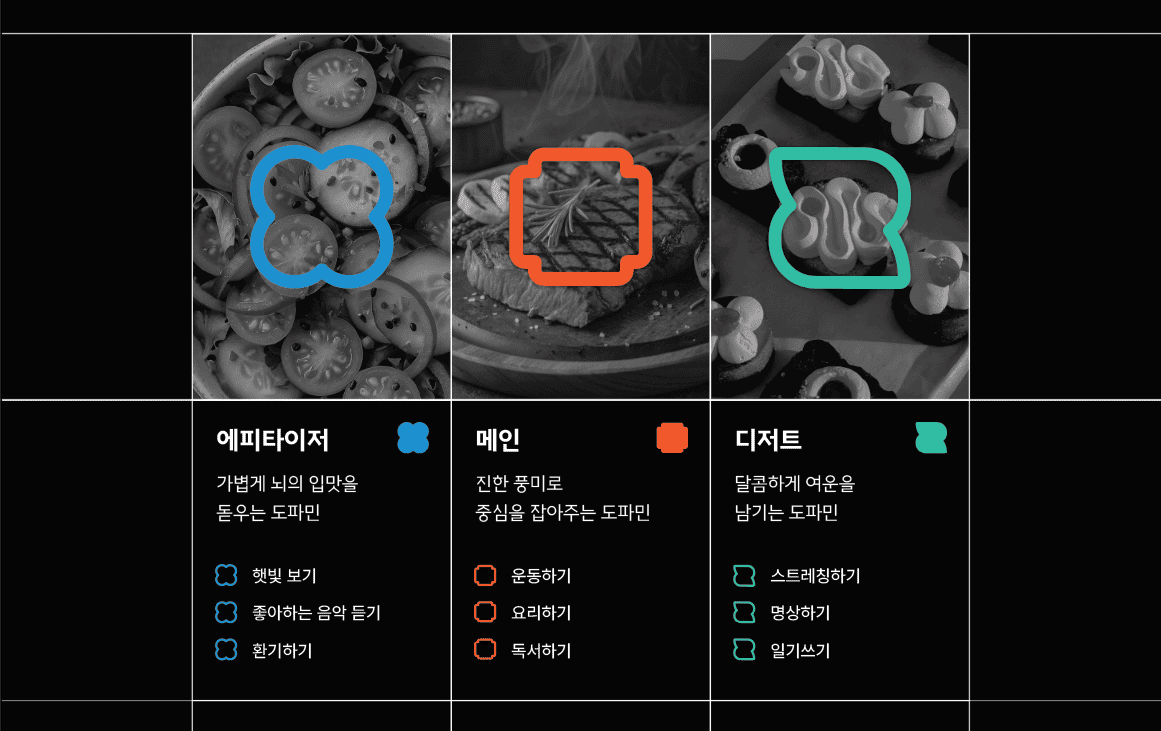 에피타이저
가볍게 뇌의 입맛을
돋우는 도파민
햇빛 보기
좋아하는 음악 듣기
환기하기
메인
진한 풍미로
중심을 잡아주는 도파민
운동하기
요리하기
독서하기
디저트
달콤하게 여운을
남기는 도파민
스트레칭하기
명상하기
일기쓰기